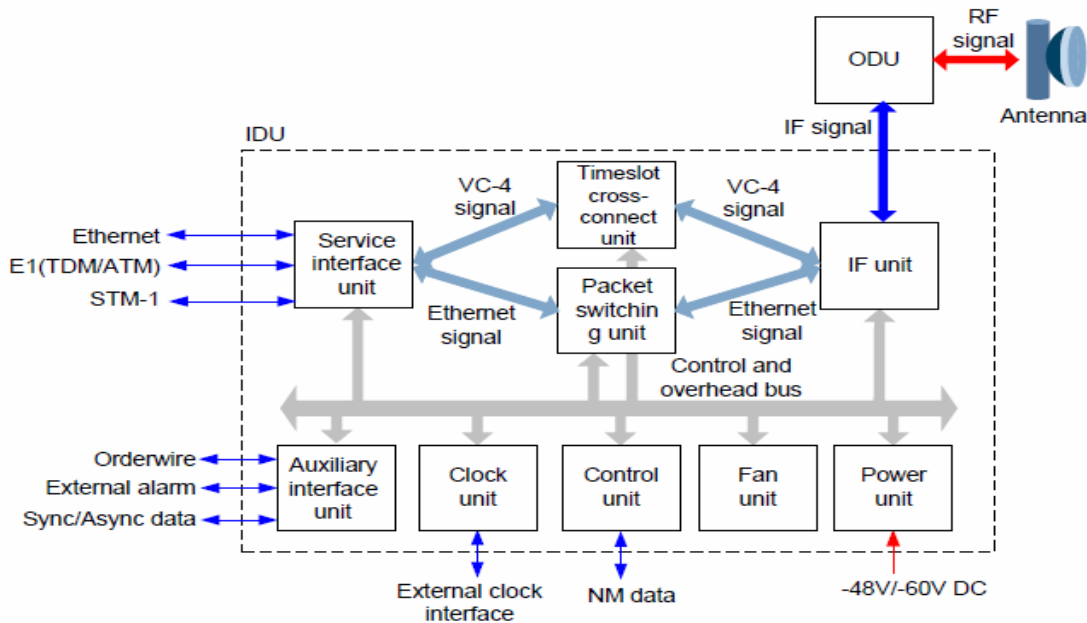 RF
signal
ODU
Antenna
IF signal
IDU
Timeslot
cross-
connect
unit
VC-4
signal
VC-4
signal
Ethernet
E1(TDM/ATM)
STM-1
Service
interface
unit
IF unit
Packet
switchin
g unit
Ethernet
signal
Ethernet
signal
Control and
overhead bus
Orderwire
External alarm
Sync/Async data
Auxiliary
interface
unit
Clock
unit
Control
unit
Fan
unit
Power
unit
External clock
interface
NM data
-48V/-60V DC